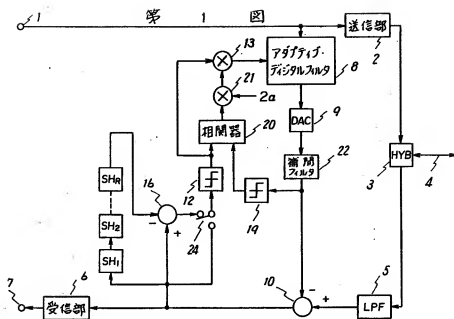 第1図
1
送信部
2
13
アダプティブ・
ディジタルフィルタ
8
21
2a
DAC
9
相関器
20
HYB
3
4
補間
フィルタ
22
SHR
16
12
19
SH2
24
SH1
-
+
7
受信部
6
10
-
+
LPF
5